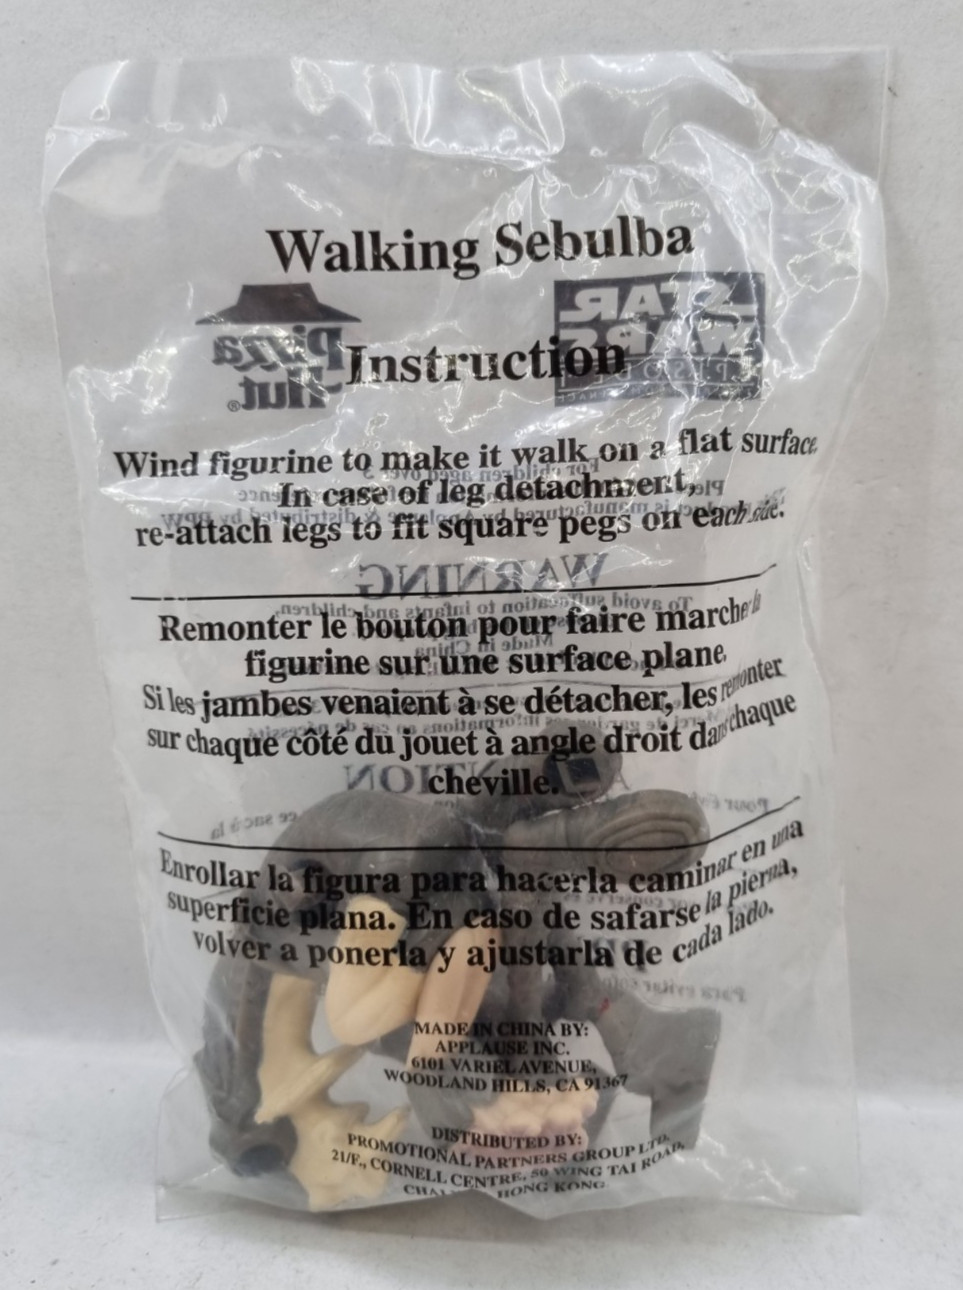 Walking Sebulba
Pizza
Hut®
STAR
WARS
EPISODE I
Instruction
Wind figurine to make it walk on a flat surface.
In case of leg detachment,
re-attach legs to fit square pegs on each side.
WARNING
Made in China
Remonter le bouton pour faire marcher la
figurine sur une surface plane.
Si les jambes venaient à se détacher, les remonter
sur chaque côté du jouet à angle droit dans chaque
cheville.
Enrollar la figura para hacerla caminar en una
superficie plana. En caso de safarse la pierna,
volver a ponerla y ajustarla de cada lado.
MADE IN CHINA BY:
APPLAUSE INC.
6101 VARIEL AVENUE,
WOODLAND HILLS, CA 91367
DISTRIBUTED BY:
PROMOTIONAL PARTNERS GROUP LTD.
21/F., CORNELL CENTRE, 50 WING TAI ROAD,
HONG KONG